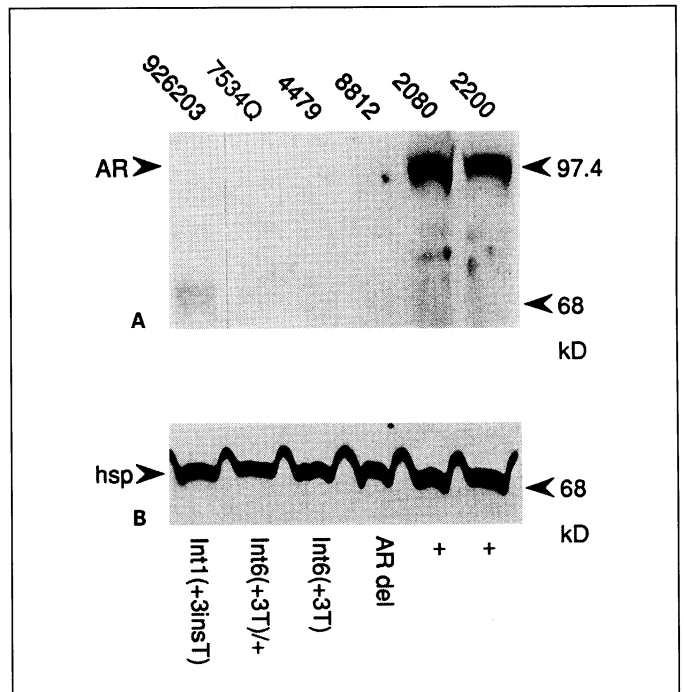 926203 7534Q 4479 8812 2080 2200
AR 97.4
A 68
kD
hsp 68
B kD
Int1(+3insT) Int6(+3T)/+ Int6(+3T) AR del + +